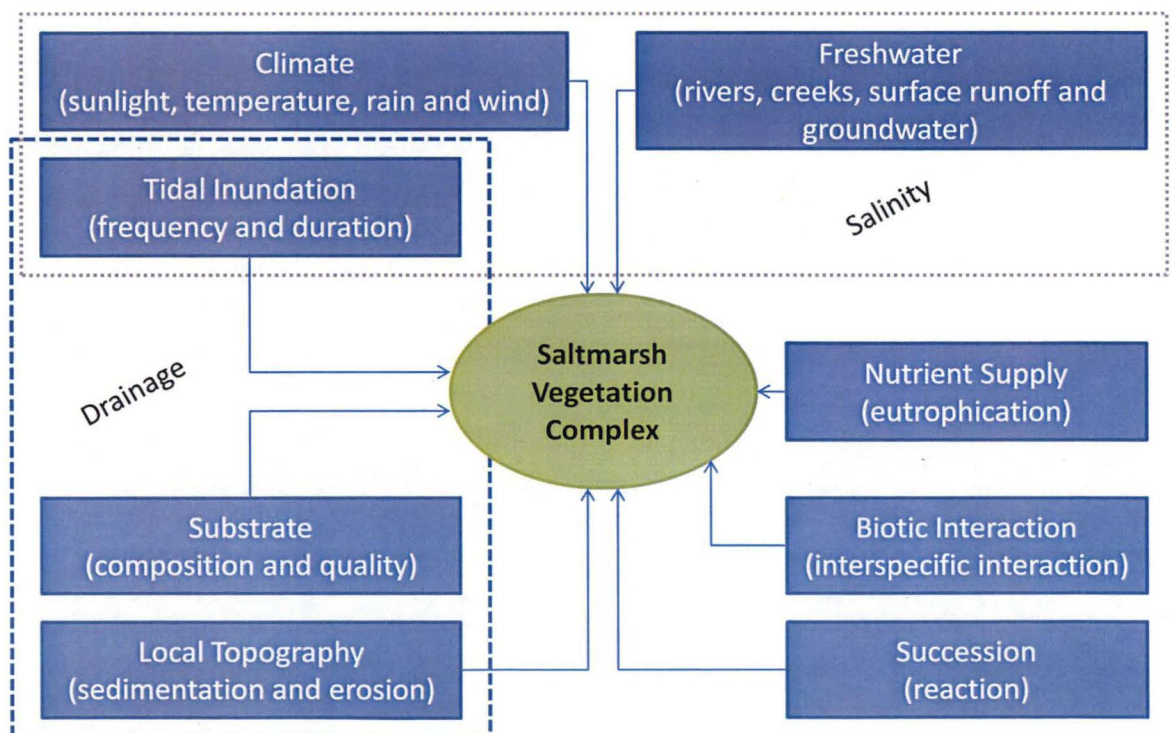 Climate
(sunlight, temperature, rain and wind)
Freshwater
(rivers, creeks, surface runoff and
groundwater)
Tidal Inundation
(frequency and duration)
Salinity
Drainage
Saltmarsh
Vegetation
Complex
Nutrient Supply
(eutrophication)
Substrate
(composition and quality)
Biotic Interaction
(interspecific interaction)
Local Topography
(sedimentation and erosion)
Succession
(reaction)